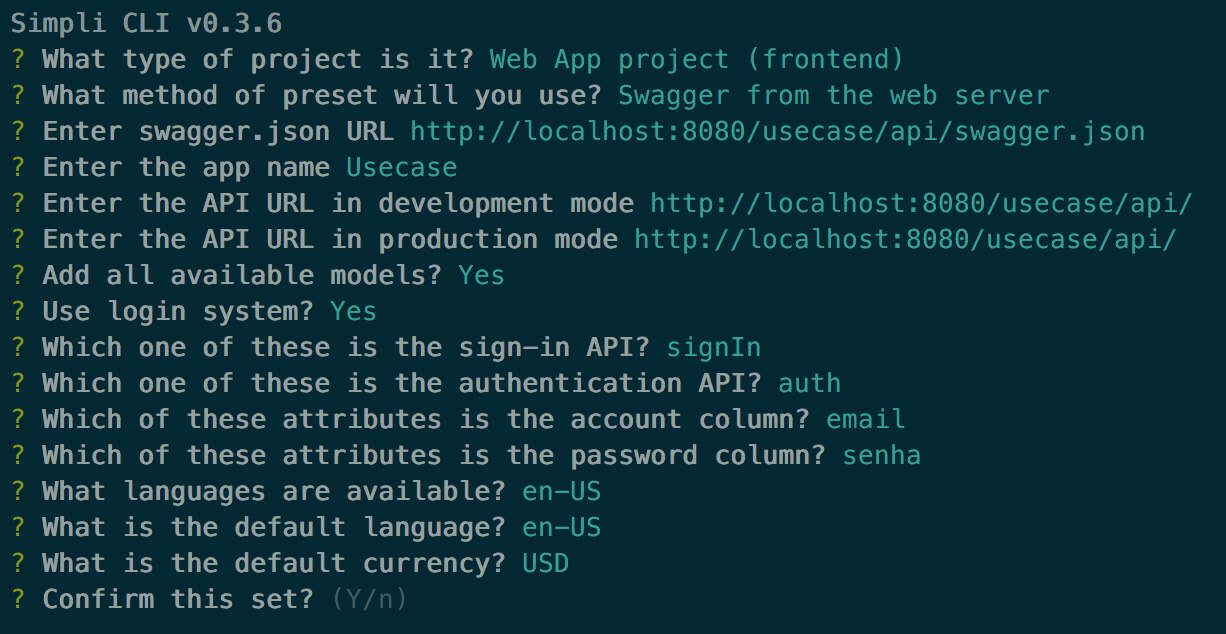 Simpli CLI v0.3.6
? What type of project is it? Web App project (frontend)
? What method of preset will you use? Swagger from the web server
? Enter swagger.json URL http://localhost:8080/usecase/api/swagger.json
? Enter the app name Usecase
? Enter the API URL in development mode http://localhost:8080/usecase/api/
? Enter the API URL in production mode http://localhost:8080/usecase/api/
? Add all available models? Yes
? Use login system? Yes
? Which one of these is the sign-in API? signIn
? Which one of these is the authentication API? auth
? Which of these attributes is the account column? email
? Which of these attributes is the password column? senha
? What languages are available? en-US
? What is the default language? en-US
? What is the default currency? USD
? Confirm this set? (Y/n)